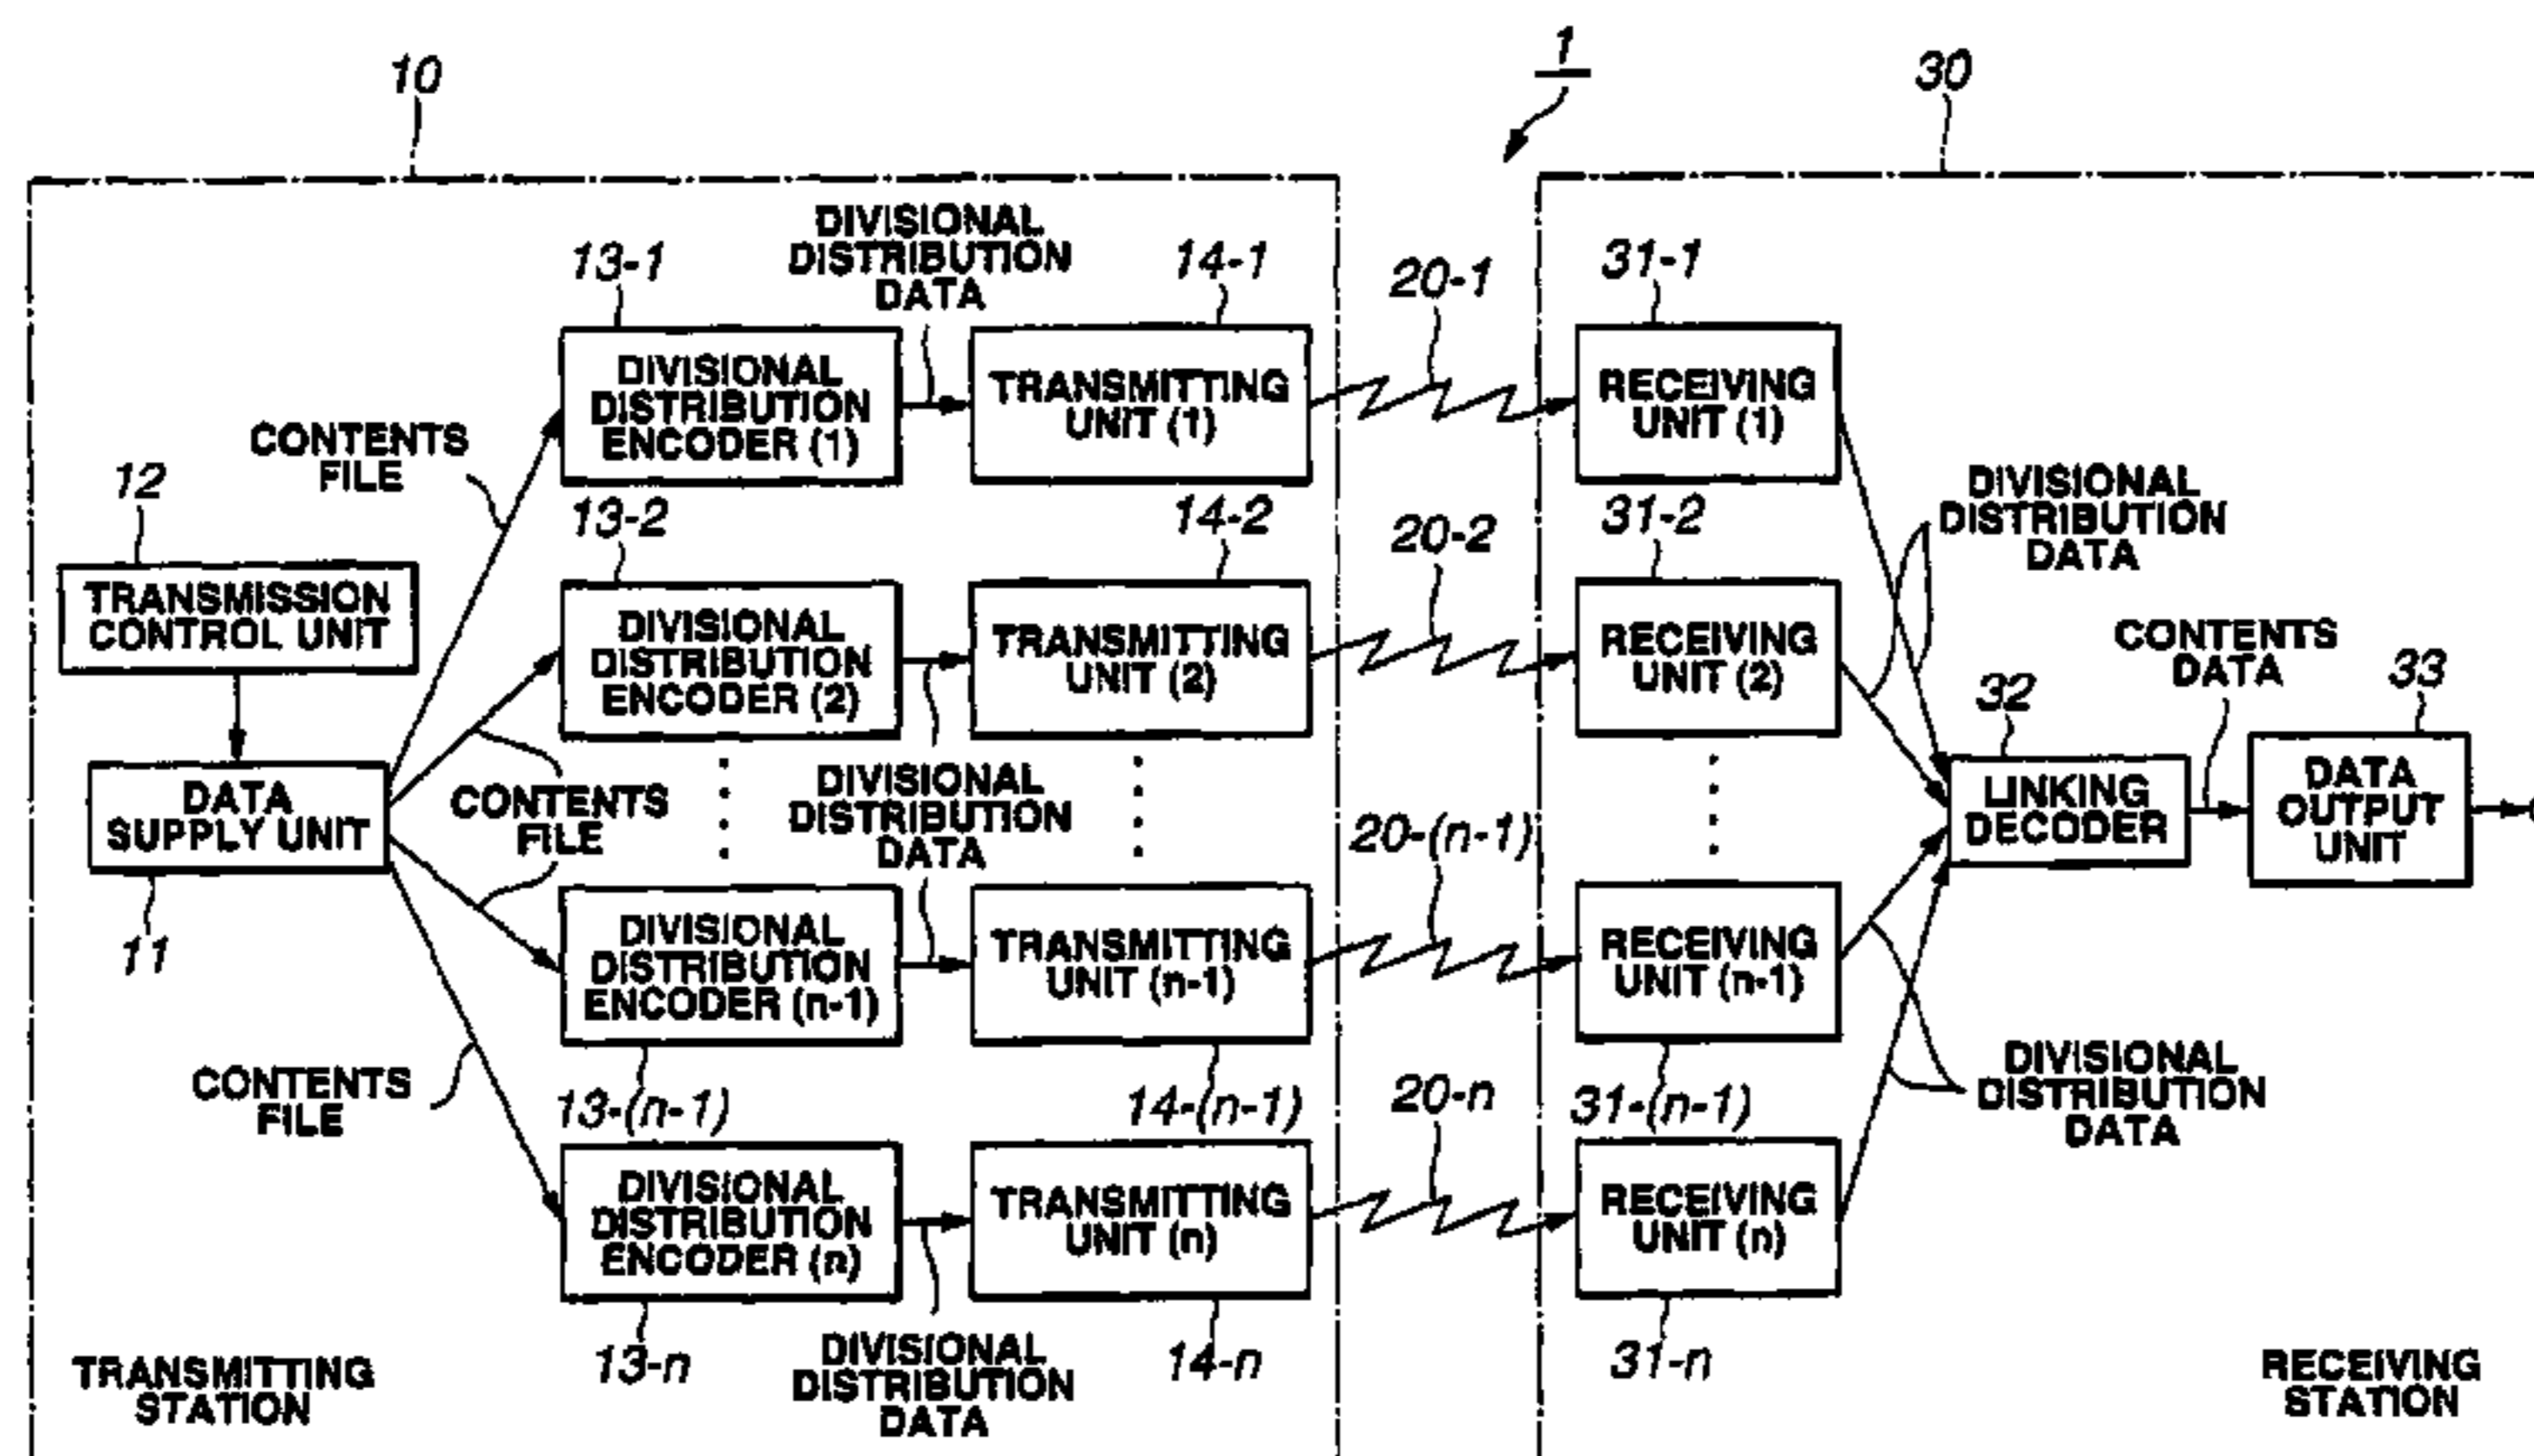 1
10
30
DIVISIONAL
DISTRIBUTION
DATA
13-1
14-1
20-1
31-1
DIVISIONAL
DISTRIBUTION
ENCODER (1)
TRANSMITTING
UNIT (1)
RECEIVING
UNIT (1)
CONTENTS
FILE
12
13-2
14-2
20-2
31-2
DIVISIONAL
DISTRIBUTION
DATA
TRANSMISSION
CONTROL UNIT
DIVISIONAL
DISTRIBUTION
ENCODER (2)
TRANSMITTING
UNIT (2)
RECEIVING
UNIT (2)
CONTENTS
DATA
32
33
DATA
SUPPLY UNIT
11
CONTENTS
FILE
DIVISIONAL
DISTRIBUTION
DATA
20-(n-1)
LINKING
DECODER
DATA
OUTPUT
UNIT
DIVISIONAL
DISTRIBUTION
ENCODER (n-1)
TRANSMITTING
UNIT (n-1)
RECEIVING
UNIT (n-1)
CONTENTS
FILE
13-(n-1)
14-(n-1)
20-n
31-(n-1)
DIVISIONAL
DISTRIBUTION
DATA
DIVISIONAL
DISTRIBUTION
ENCODER (n)
TRANSMITTING
UNIT (n)
RECEIVING
UNIT (n)
13-n
DIVISIONAL
DISTRIBUTION
DATA
14-n
31-n
TRANSMITTING
STATION
RECEIVING
STATION